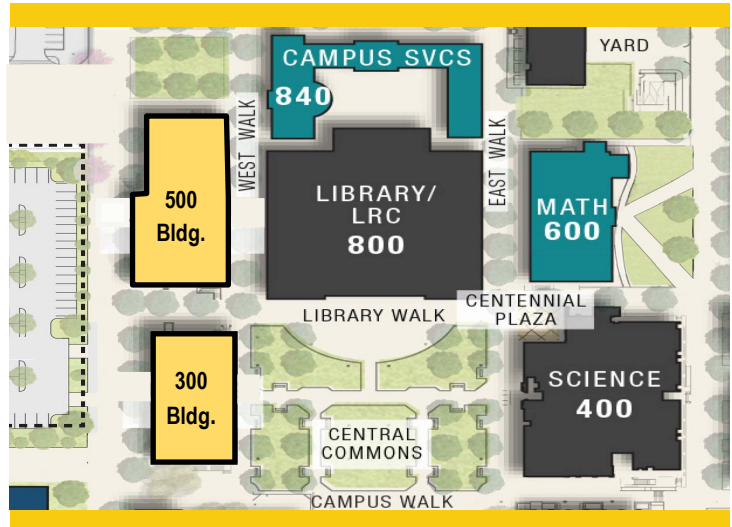 YARD
CAMPUS SVCS
840
WEST WALK
EAST WALK
LIBRARY/
LRC
800
500
Bldg.
MATH
600
CENTENNIAL
PLAZA
LIBRARY WALK
300
Bldg.
SCIENCE
400
CENTRAL
COMMONS
CAMPUS WALK